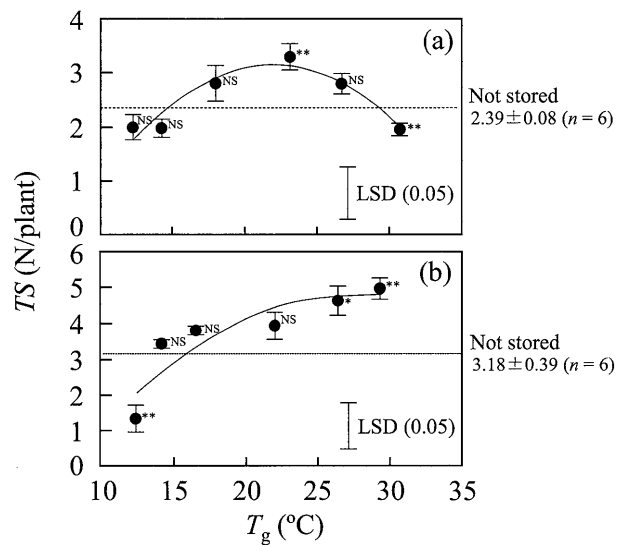 4
(a)
**
3
NS
NS
Not stored
2.39±0.08 (n = 6)
2
NS
NS
**
1
LSD (0.05)
0
TS (N/plant)
6
(b)
5
**
*
4
NS
NS
NS
Not stored
3.18±0.39 (n = 6)
3
2
**
LSD (0.05)
1
0
10 15 20 25 30 35
Tg (ºC)